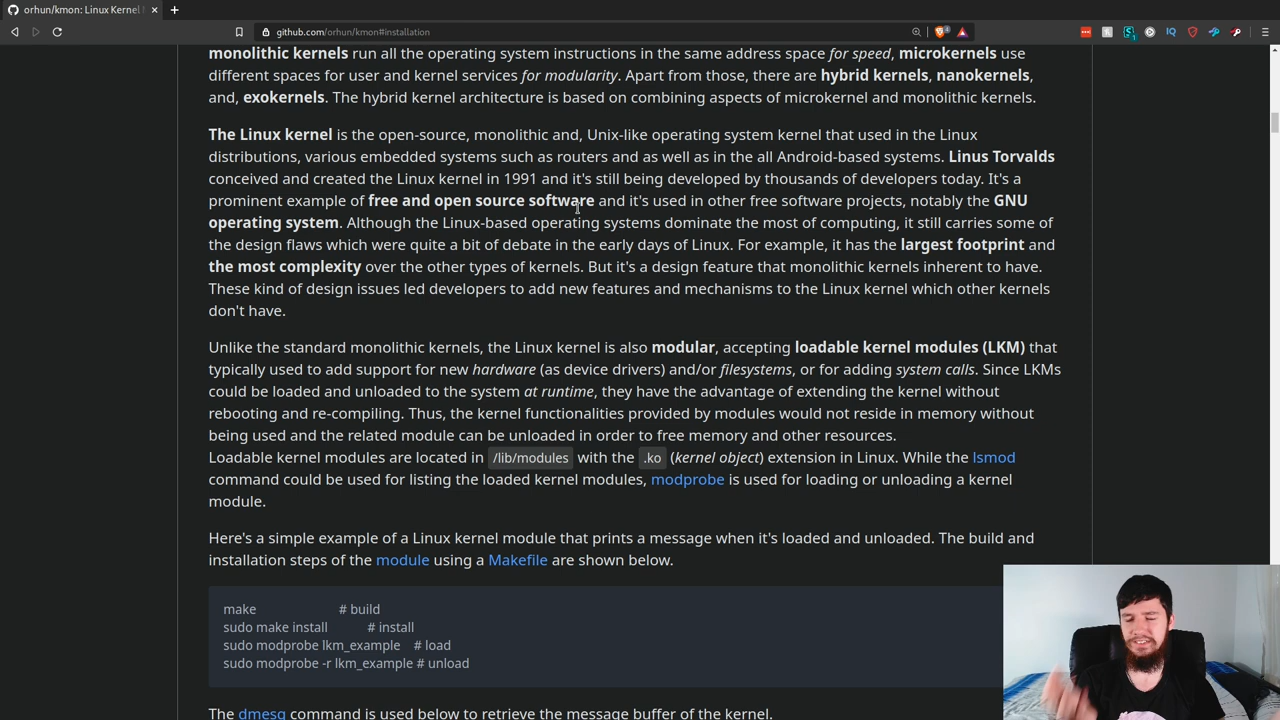 orhun/kmon: Linux Kernel
github.com/orhun/kmon#installation
monolithic kernels run all the operating system instructions in the same address space for speed, microkernels use
different spaces for user and kernel services for modularity. Apart from those, there are hybrid kernels, nanokernels,
and, exokernels. The hybrid kernel architecture is based on combining aspects of microkernel and monolithic kernels.
The Linux kernel is the open-source, monolithic and, Unix-like operating system kernel that used in the Linux
distributions, various embedded systems such as routers and as well as in the all Android-based systems. Linus Torvalds
conceived and created the Linux kernel in 1991 and it's still being developed by thousands of developers today. It's a
prominent example of free and open source software and it's used in other free software projects, notably the GNU
operating system. Although the Linux-based operating systems dominate the most of computing, it still carries some of
the design flaws which were quite a bit of debate in the early days of Linux. For example, it has the largest footprint and
the most complexity over the other types of kernels. But it's a design feature that monolithic kernels inherent to have.
These kind of design issues led developers to add new features and mechanisms to the Linux kernel which other kernels
don't have.
Unlike the standard monolithic kernels, the Linux kernel is also modular, accepting loadable kernel modules (LKM) that
typically used to add support for new hardware (as device drivers) and/or filesystems, or for adding system calls. Since LKMs
could be loaded and unloaded to the system at runtime, they have the advantage of extending the kernel without
rebooting and re-compiling. Thus, the kernel functionalities provided by modules would not reside in memory without
being used and the related module can be unloaded in order to free memory and other resources.
Loadable kernel modules are located in /lib/modules with the .ko (kernel object) extension in Linux. While the lsmod
command could be used for listing the loaded kernel modules, modprobe is used for loading or unloading a kernel
module.
Here's a simple example of a Linux kernel module that prints a message when it's loaded and unloaded. The build and
installation steps of the module using a Makefile are shown below.
make # build
sudo make install # install
sudo modprobe lkm_example # load
sudo modprobe -r lkm_example # unload
The dmesg command is used below to retrieve the message buffer of the kernel.